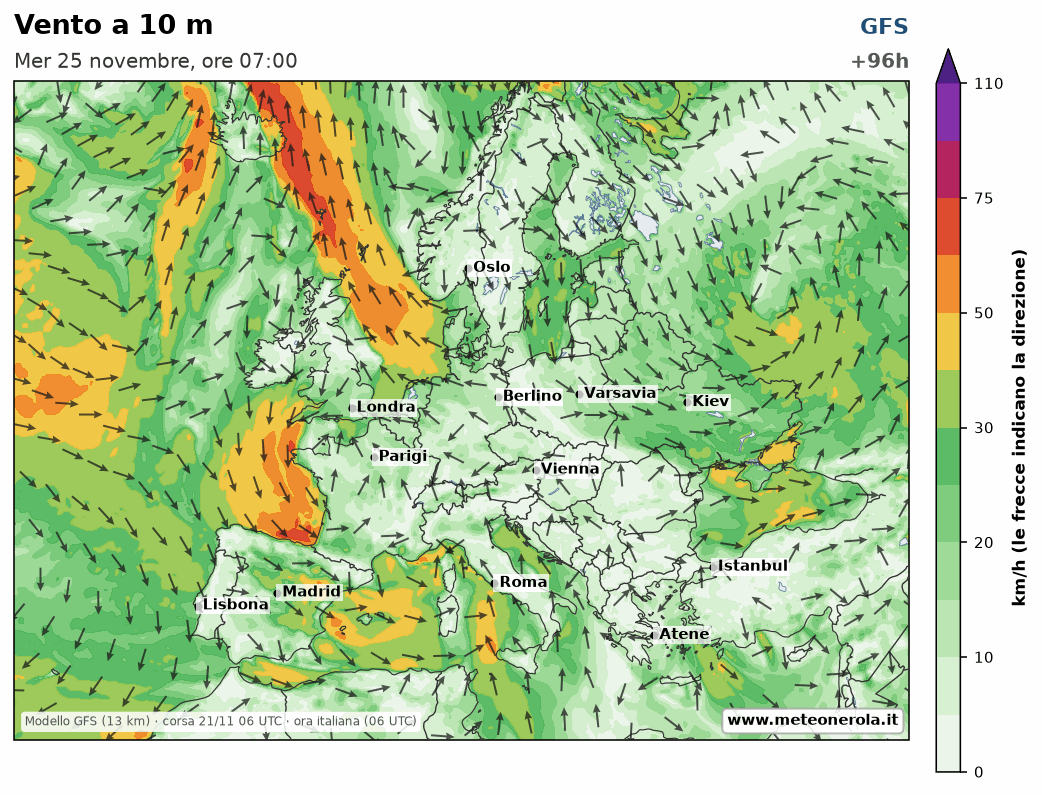 Vento a 10 m
GFS
Mer 25 novembre, ore 07:00
+96h
110
75
50
30
20
10
0
km/h (le frecce indicano la direzione)
Oslo
Berlino
Varsavia
Kiev
Londra
Parigi
Vienna
Istanbul
Roma
Madrid
Lisbona
Atene
Modello GFS (13 km) · corsa 21/11 06 UTC · ora italiana (06 UTC)
www.meteonerola.it